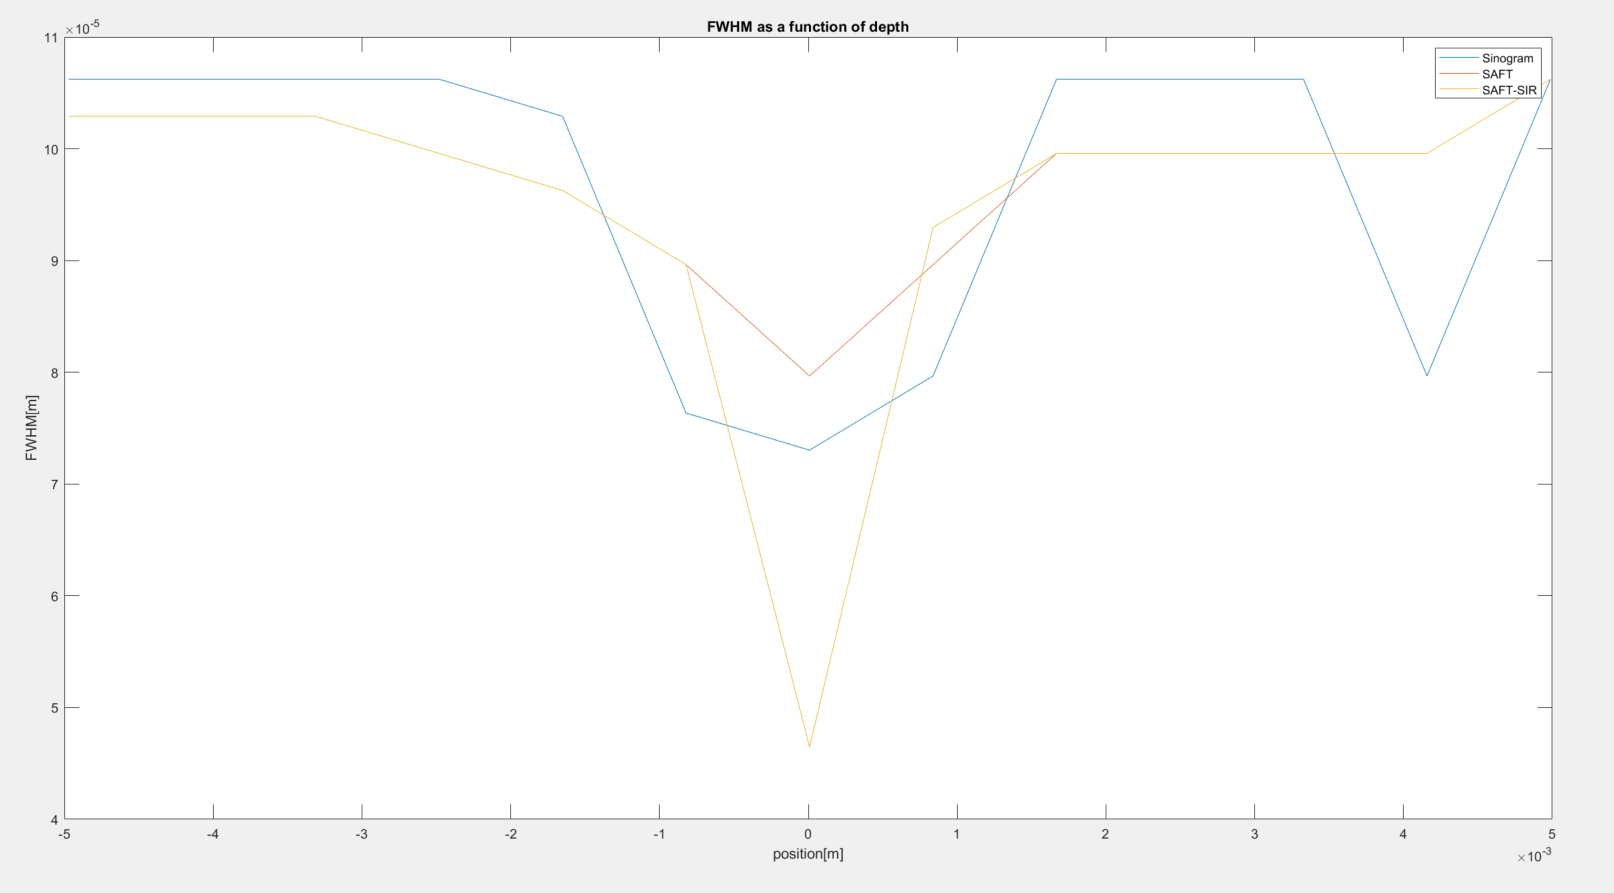 FWHM as a function of depth
×10-5
11
10
9
8
7
6
5
4
FWHM[m]
Sinogram
SAFT
SAFT-SIR
-5 -4 -3 -2 -1 0 1 2 3 4 5
position[m]
×10-3